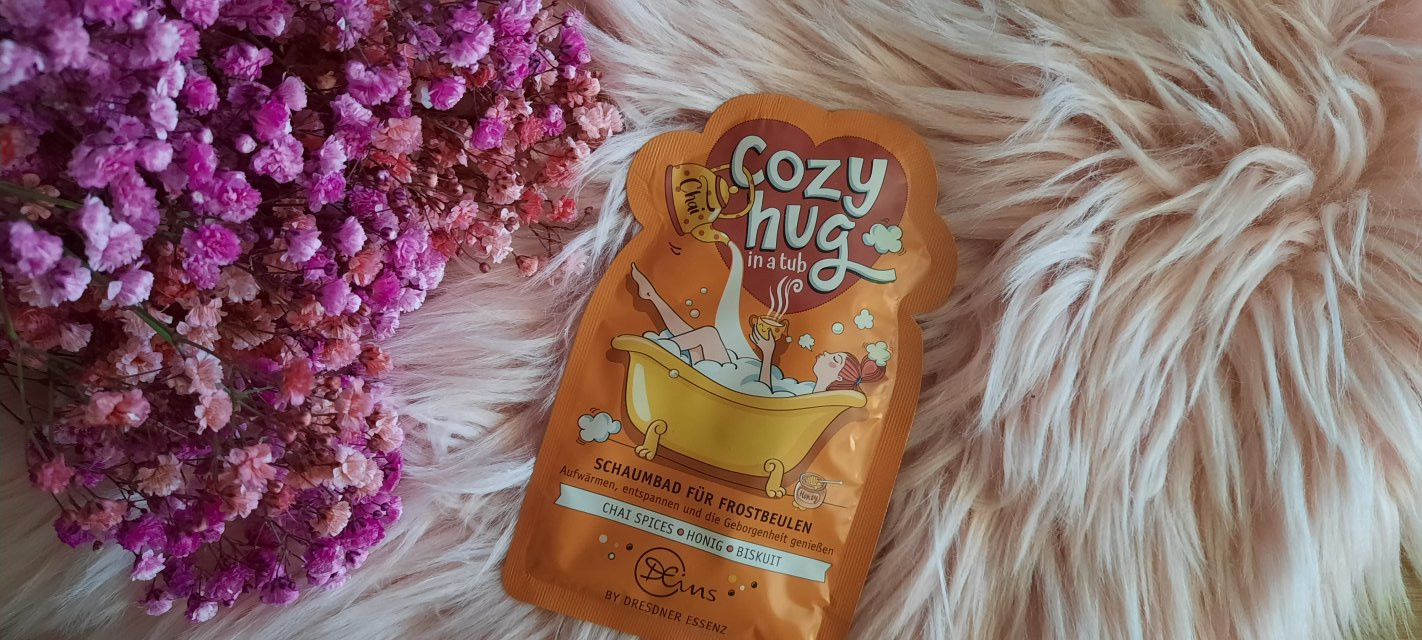 Chai
cozy
hug
in a tub
Honey
SCHAUMBAD FÜR FROSTBEULEN
Aufwärmen, entspannen und die Geborgenheit genießen
CHAI SPICES HONIG BISKUIT
DEins
BY DRESDNER ESSENZ